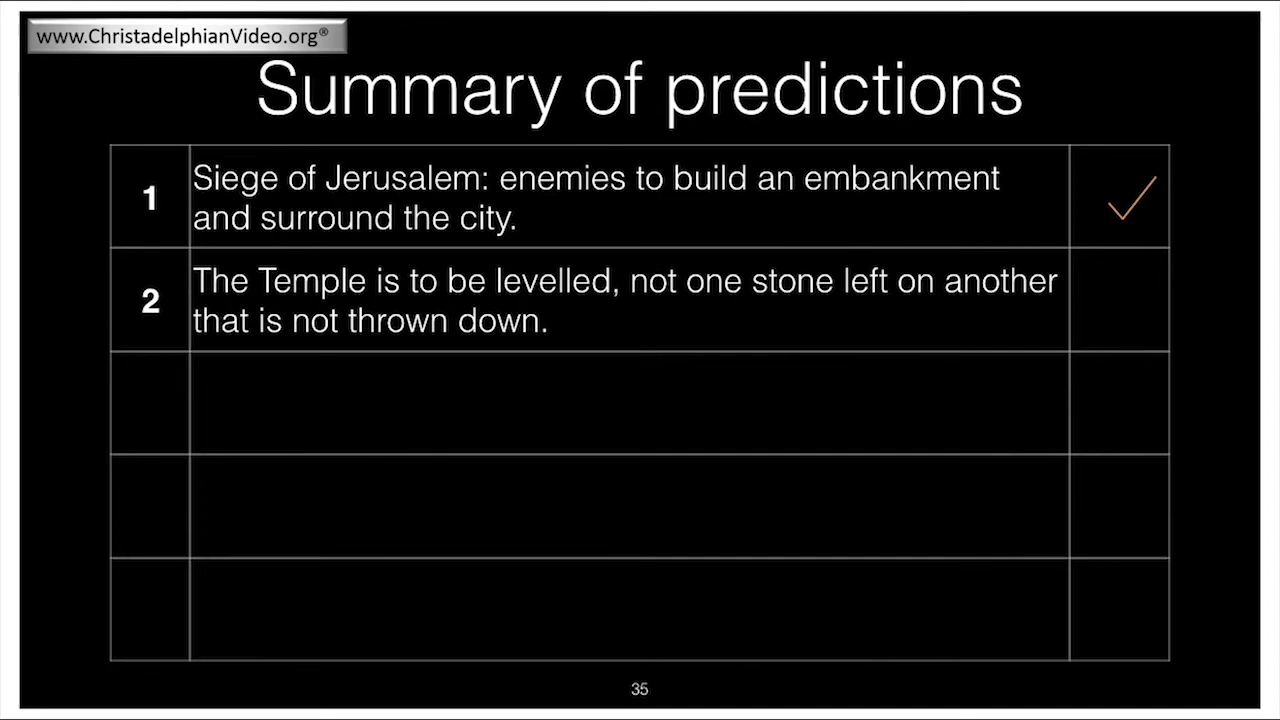 www.ChristadelphianVideo.org®
Summary of predictions
1
Siege of Jerusalem: enemies to build an embankment
and surround the city.
2
The Temple is to be levelled, not one stone left on another
that is not thrown down.
35